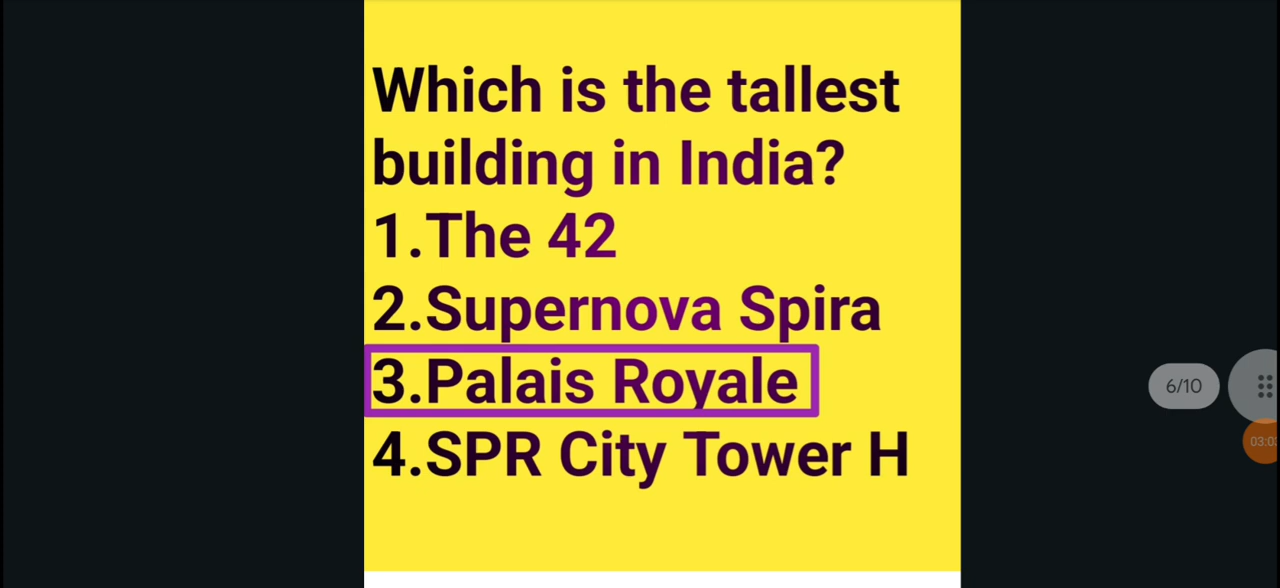 Which is the tallest
building in India?
1.The 42
2.Supernova Spira
3.Palais Royale
4.SPR City Tower H
6/10